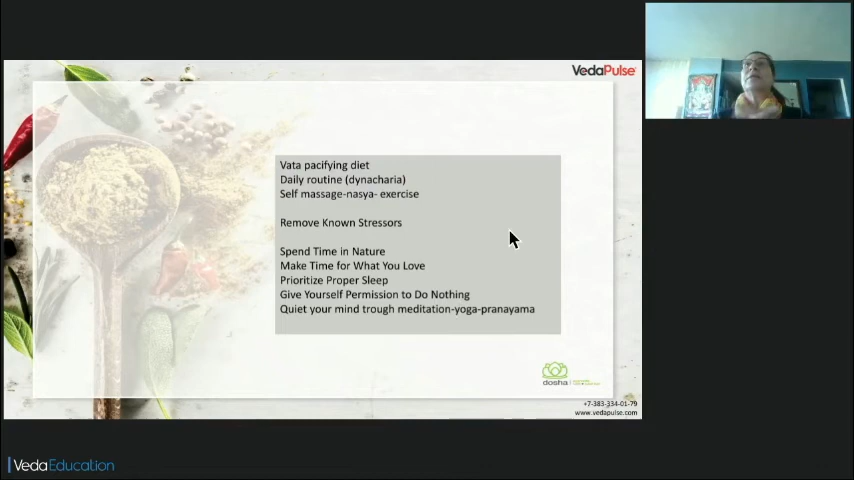 VedaPulse
Vata pacifying diet
Daily routine (dynacharia)
Self massage-nasya- exercise
Remove Known Stressors
Spend Time in Nature
Make Time for What You Love
Prioritize Proper Sleep
Give Yourself Permission to Do Nothing
Quiet your mind trough meditation-yoga-pranayama
dosha
+7-383-334-01-79
www.vedapulse.com
VedaEducation